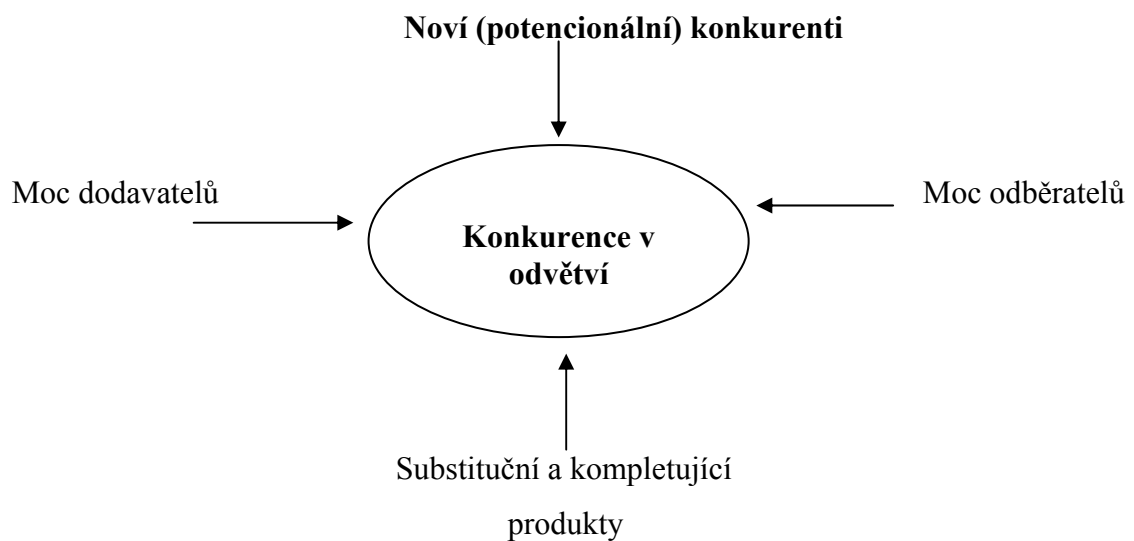 Noví (potencionální) konkurenti
Moc dodavatelů
Moc odběratelů
Konkurence v
odvětví
Substituční a kompletující
produkty